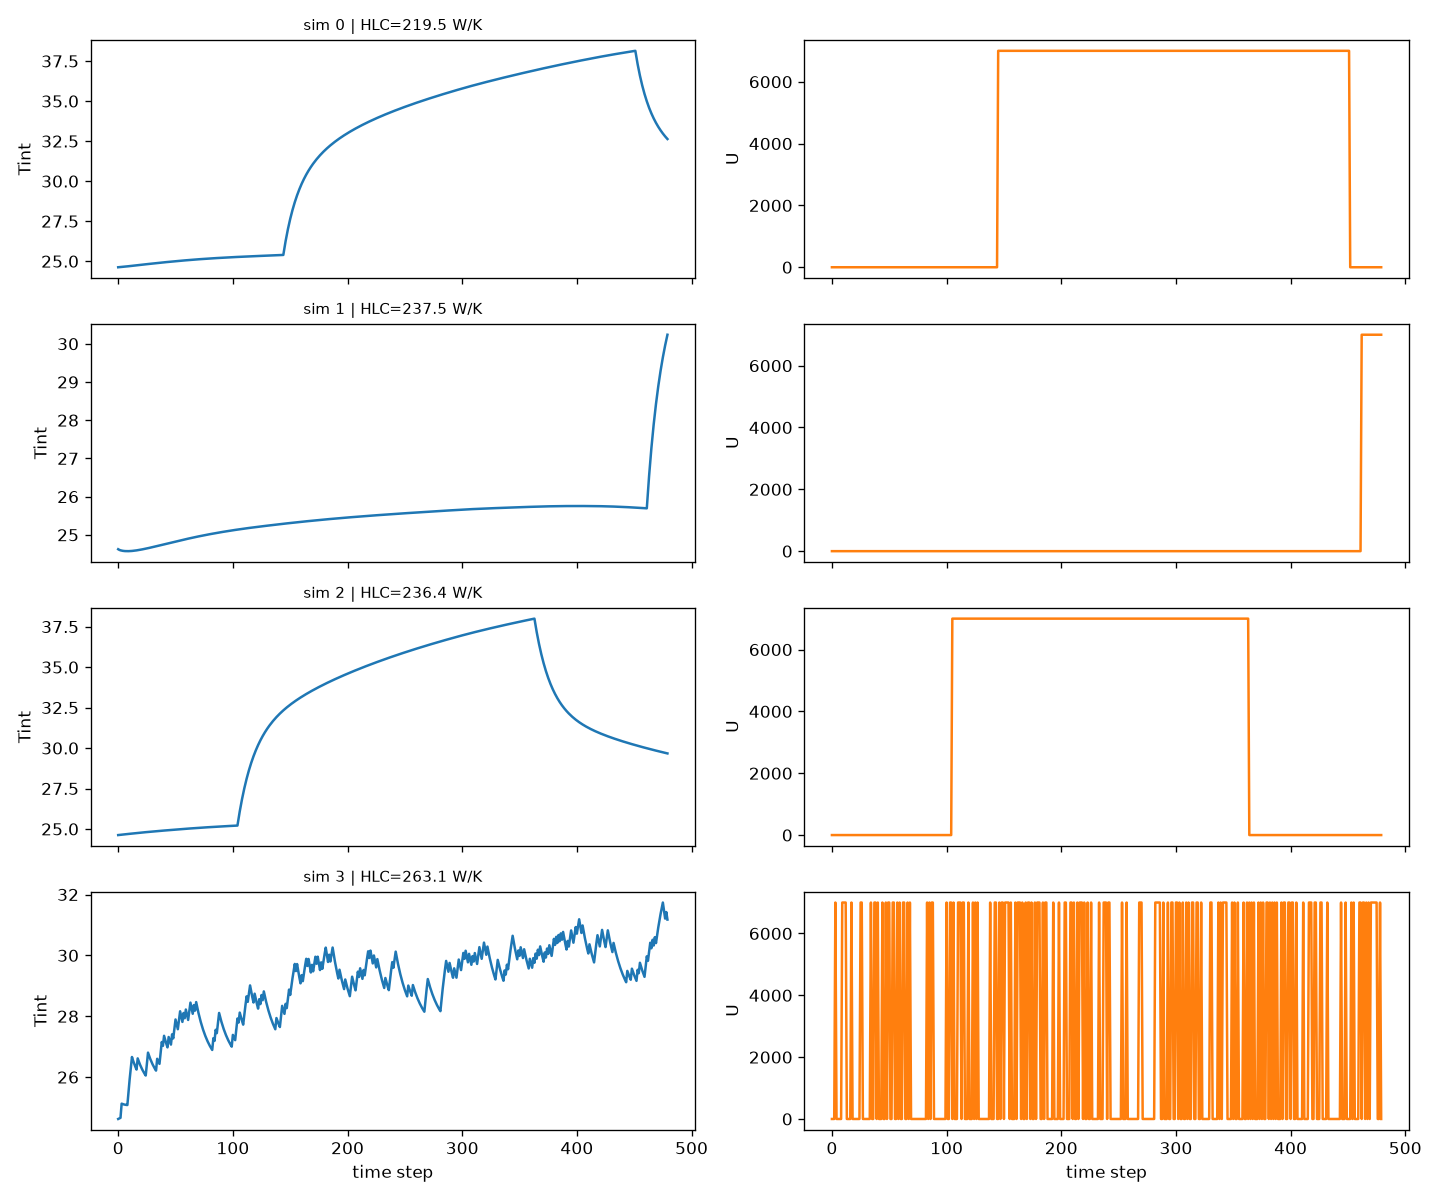 sim 0 | HLC=219.5 W/K
37.5
35.0
32.5
30.0
27.5
25.0
Tint
6000
4000
2000
0
U
sim 1 | HLC=237.5 W/K
30
29
28
27
26
25
Tint
6000
4000
2000
0
U
sim 2 | HLC=236.4 W/K
37.5
35.0
32.5
30.0
27.5
25.0
Tint
6000
4000
2000
0
U
sim 3 | HLC=263.1 W/K
32
30
28
26
Tint
0 100 200 300 400 500
time step
6000
4000
2000
0
U
0 100 200 300 400 500
time step